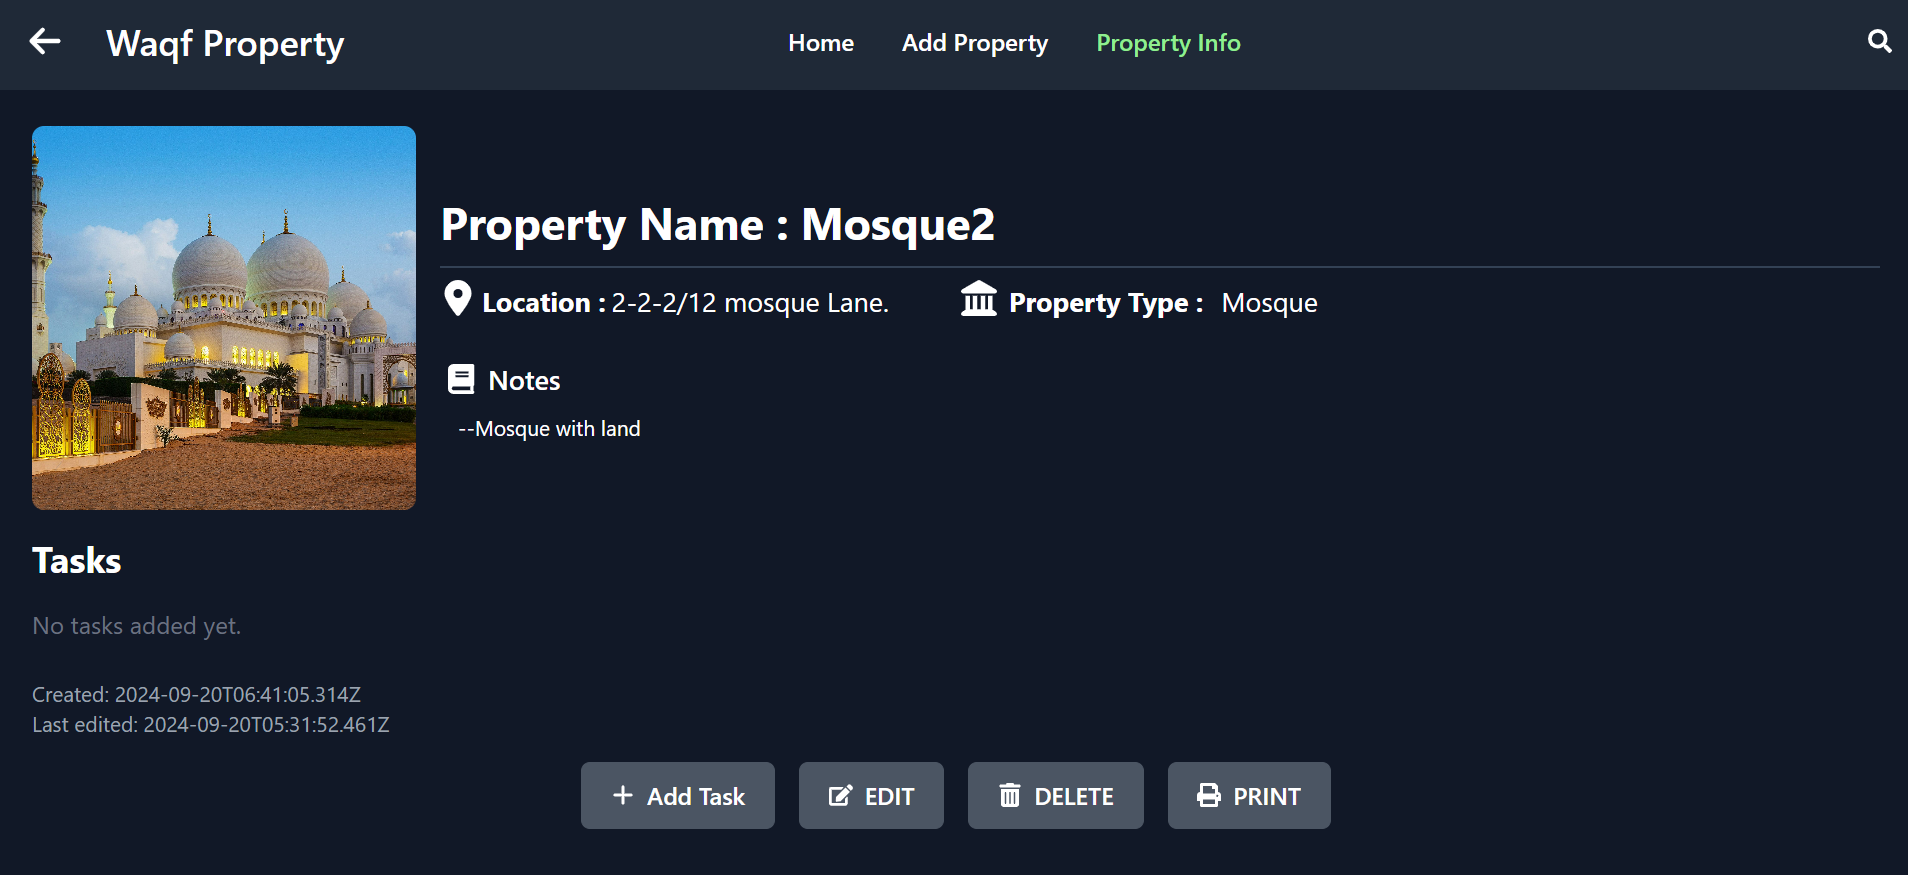 Waqf Property
Home Add Property Property Info
Property Name : Mosque2
Location : 2-2-2/12 mosque Lane. Property Type : Mosque
Notes
--Mosque with land
Tasks
No tasks added yet.
Created: 2024-09-20T06:41:05.314Z
Last edited: 2024-09-20T05:31:52.461Z
Add Task EDIT DELETE PRINT